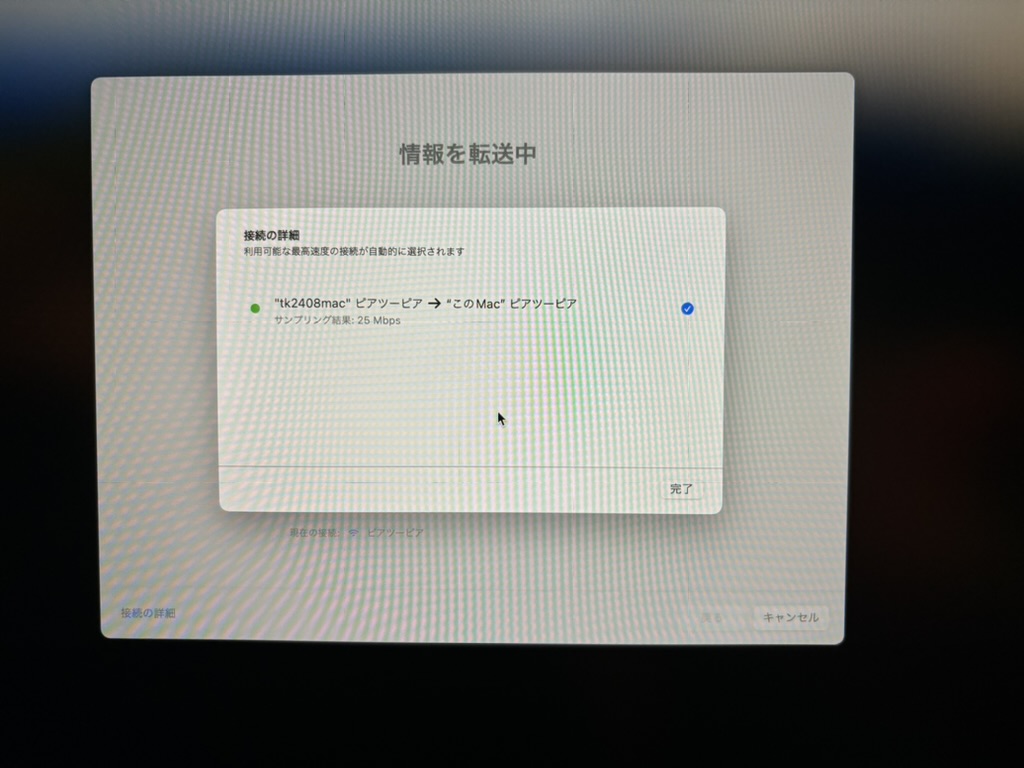 情報を転送中
接続の詳細
利用可能な最高速度の接続が自動的に選択されます
"tk2408mac" ピアツーピア → "このMac" ピアツーピア
サンプリング結果: 25 Mbps
完了
現在の接続: ピアツーピア
接続の詳細
戻る
キャンセル